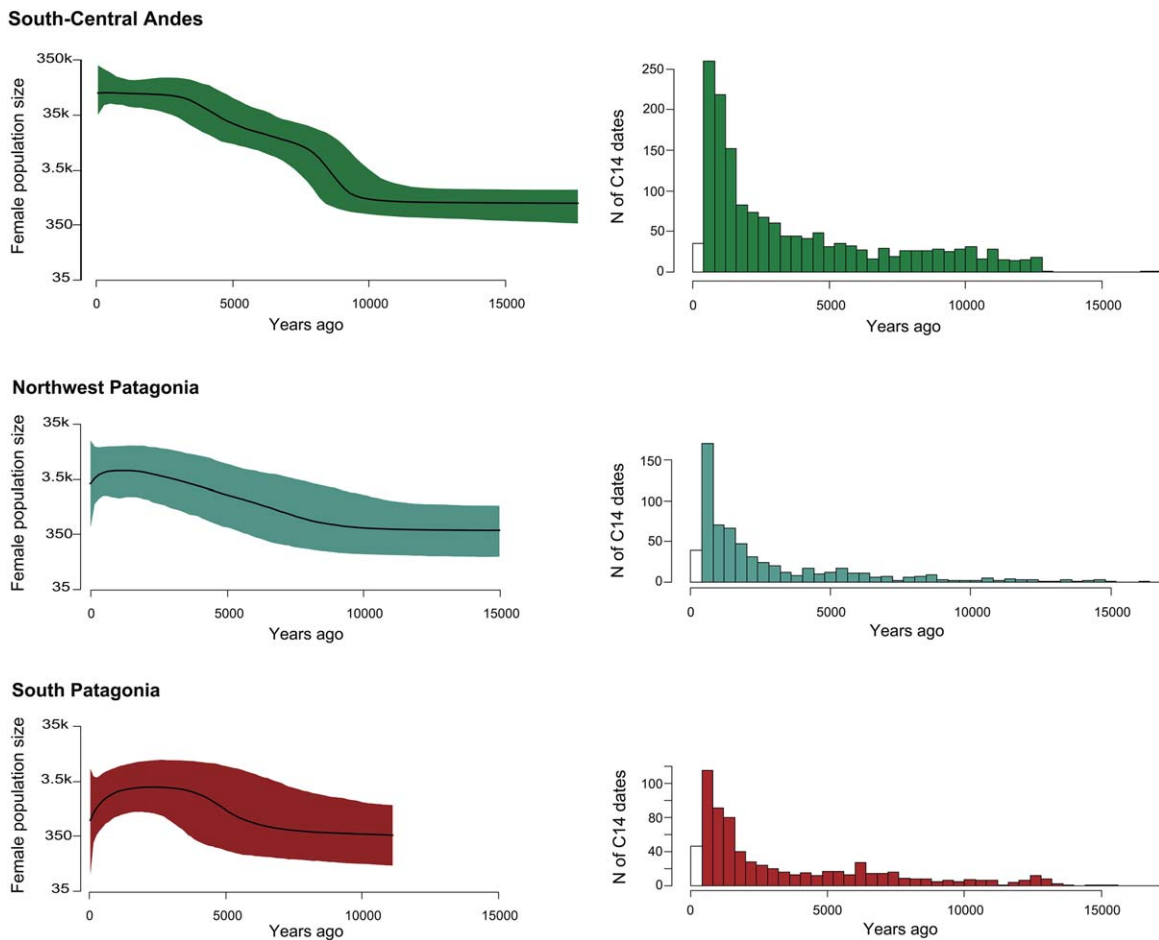 South-Central Andes
Female population size
350k
35k
3.5k
350
35
0 5000 10000 15000
Years ago
N of C14 dates
250
200
150
100
50
0
0 5000 10000 15000
Years ago
Northwest Patagonia
Female population size
35k
3.5k
350
35
0 5000 10000 15000
Years ago
N of C14 dates
150
100
50
0
0 5000 10000 15000
Years ago
South Patagonia
Female population size
35k
3.5k
350
35
0 5000 10000 15000
Years ago
N of C14 dates
100
80
40
0
0 5000 10000 15000
Years ago